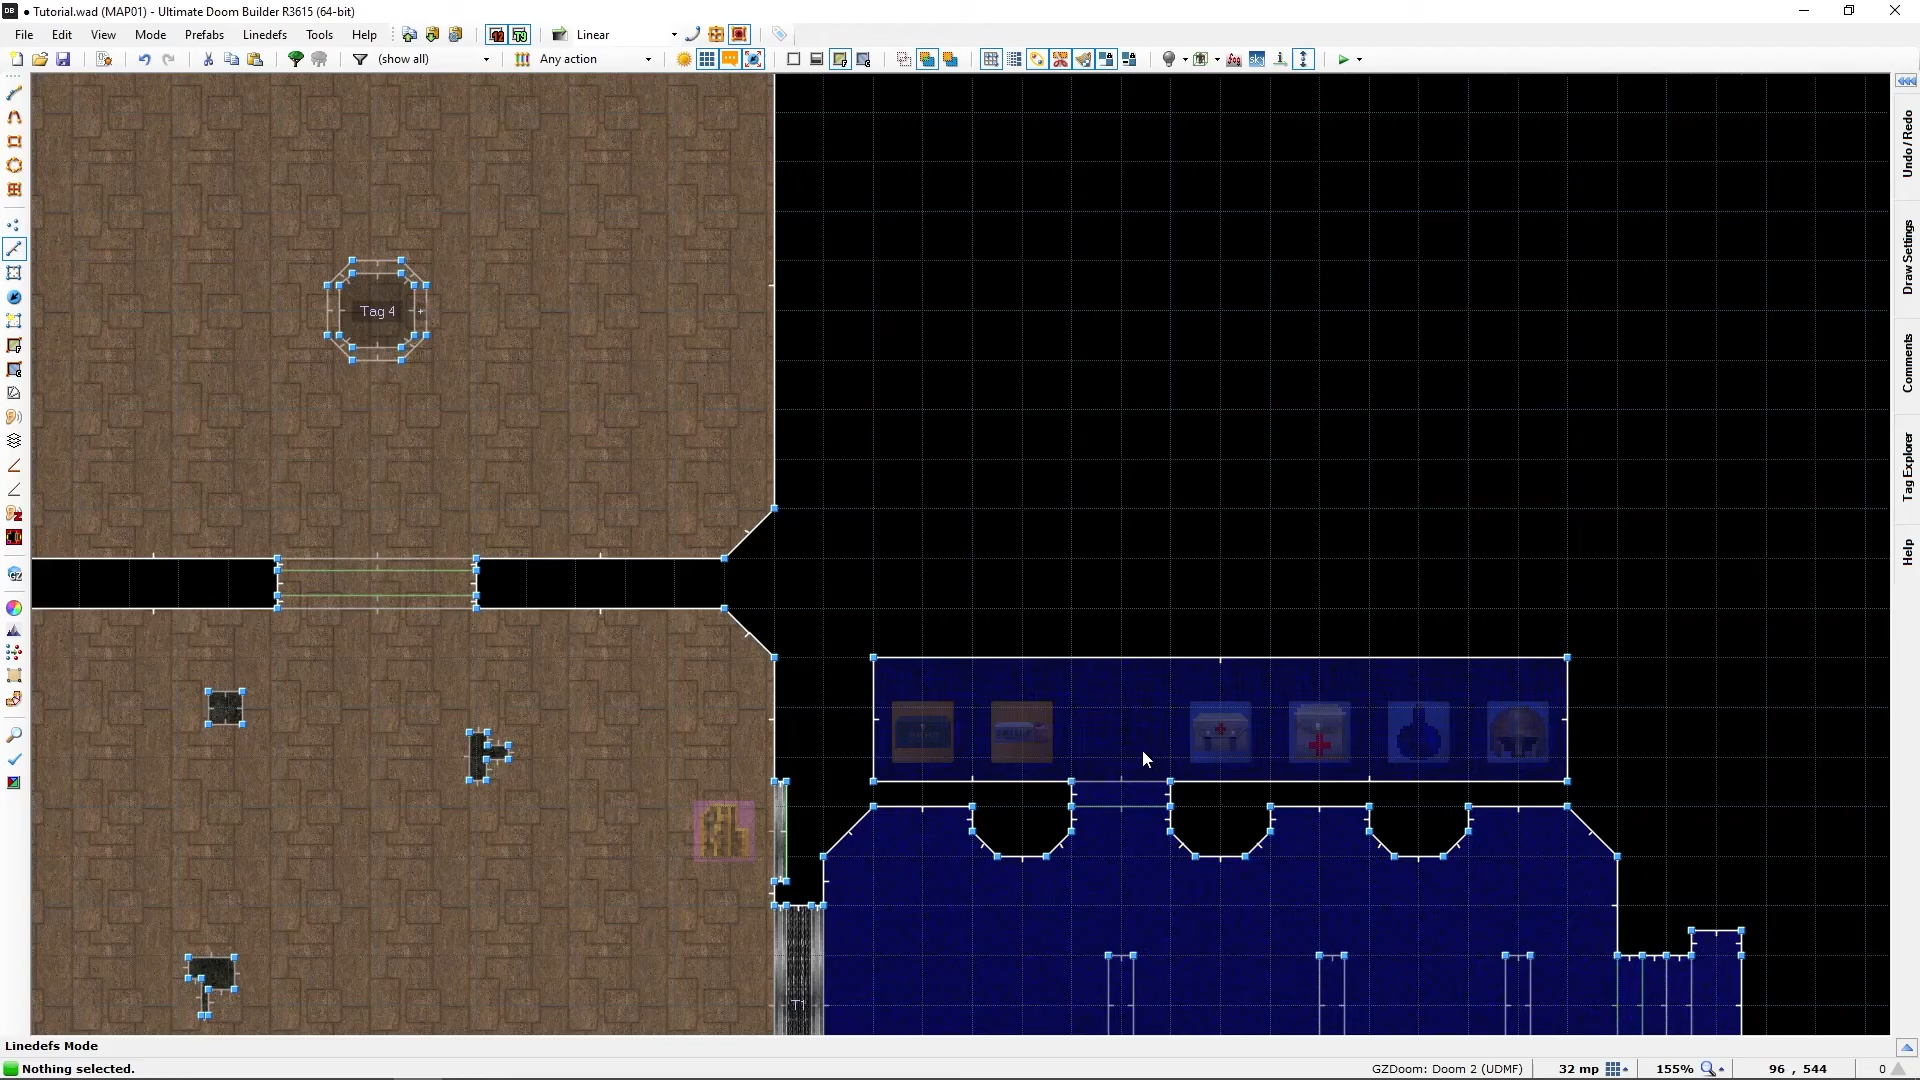 Tutorial.wad (MAP01) - Ultimate Doom Builder R3615 (64-bit)
File Edit View Mode Prefabs Linedefs Tools Help Linear
(show all) Any action
Undo / Redo
Draw Settings
Comments
Tag Explorer
Help
Tag 4
T1
Linedefs Mode
Nothing selected. GZDoom: Doom 2 (UDMF) 32 mp 155% 96 , 544 0